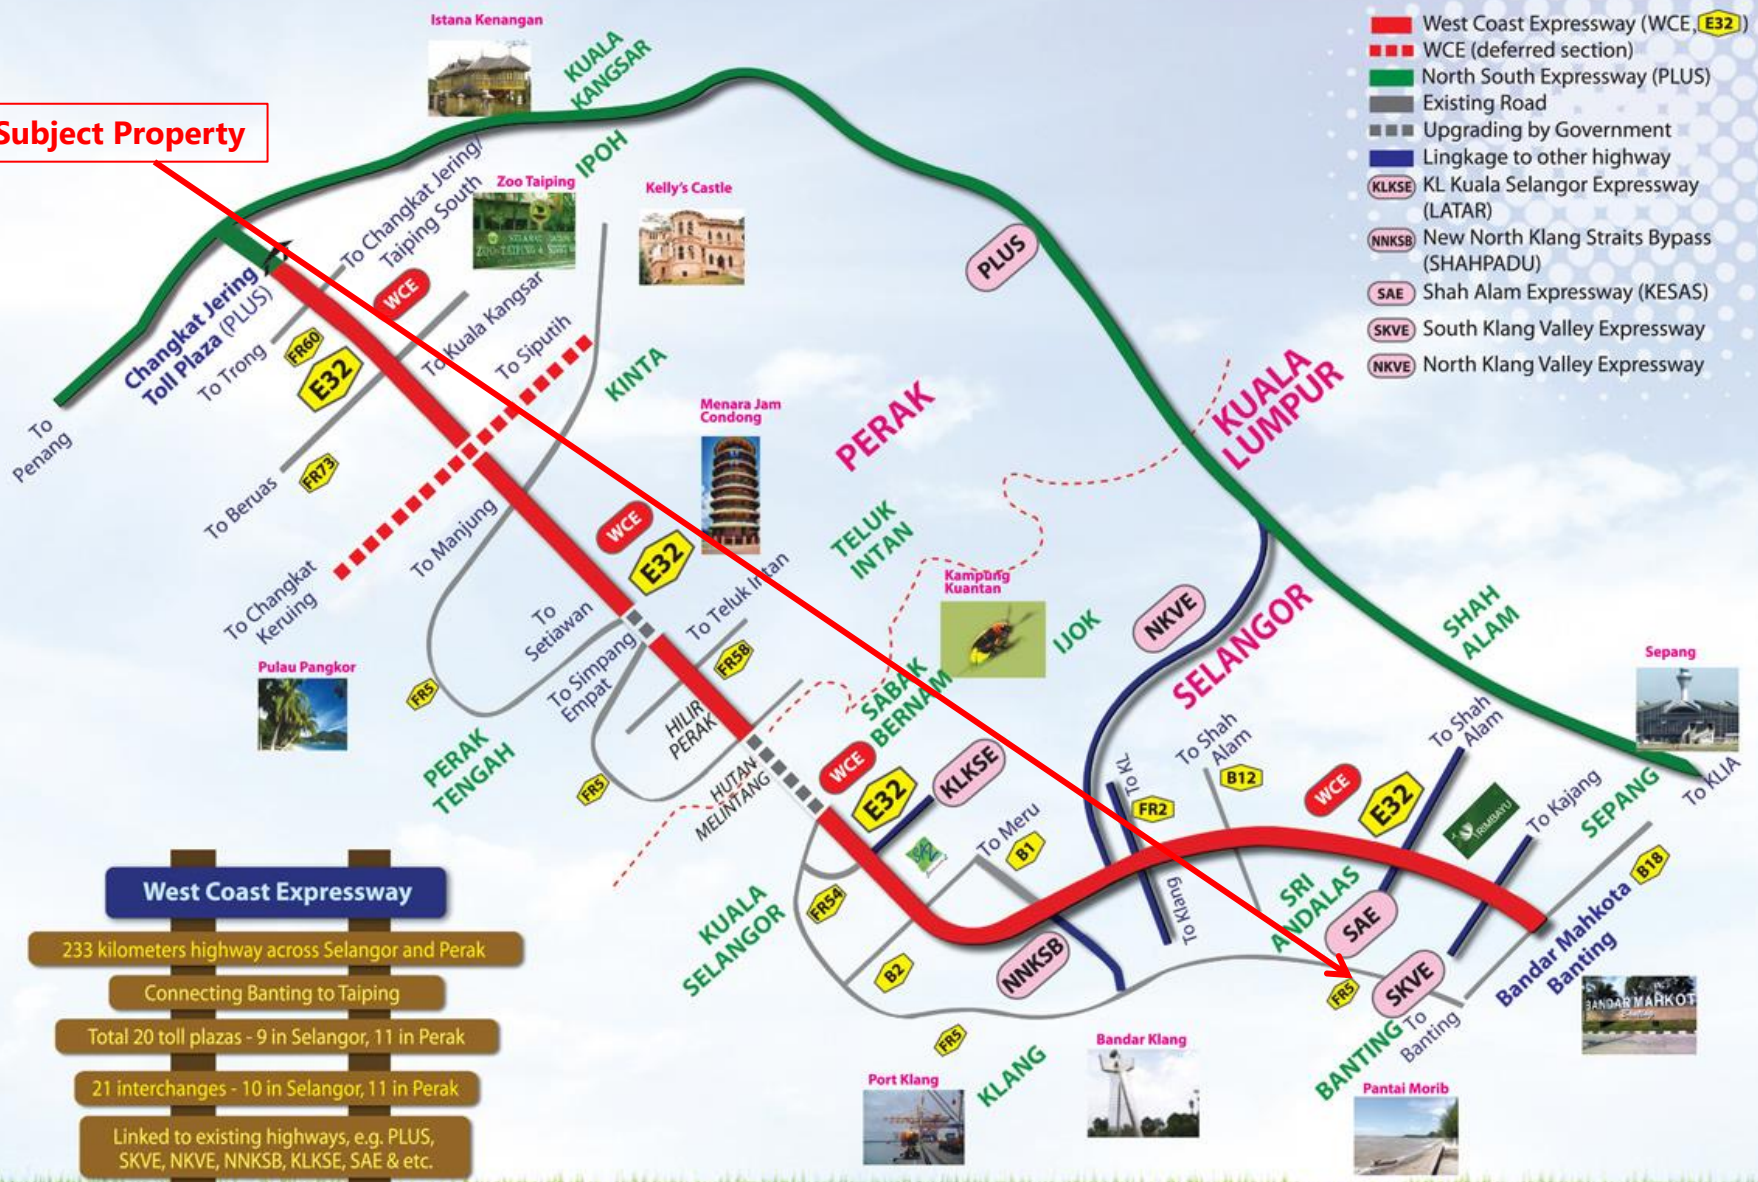 Istana Kenangan
KUALA
KANGSAR
West Coast Expressway (WCE, E32)
WCE (deferred section)
North South Expressway (PLUS)
Existing Road
Upgrading by Government
Lingkage to other highway
KLKSE KL Kuala Selangor Expressway
(LATAR)
NNKSB New North Klang Straits Bypass
(SHAHPADU)
SAE Shah Alam Expressway (KESAS)
SKVE South Klang Valley Expressway
NKVE North Klang Valley Expressway
Subject Property
IPOH
Zoo Taiping
Kelly's Castle
To Changkat Jering/
Taiping South
WCE
PLUS
Changkat Jering
Toll Plaza (PLUS)
To Trong
FR60
E32
To Kuala Kangsar
To Siputih
KINTA
To
Penang
To Beruas
FR73
Menara Jam
Condong
PERAK
KUALA
LUMPUR
To Manjung
WCE
E32
TELUK
INTAN
To Changkat
Keruing
To
Setiawan
To Teluk Intan
Kampung
Kuantan
IJOK
NKVE
SELANGOR
SHAH
ALAM
Sepang
Pulau Pangkor
FR5
To Simpang
Empat
FR58
HILIR
PERAK
SABAK
BERNAM
PERAK
TENGAH
FR5
HUTAN
MELINTANG
WCE
E32
KLKSE
To KL
To Shah
Alam
B12
FR2
To Shah
Alam
WCE
E32
TRIMBAYU
To Kajang
SEPANG
To KLIA
To Meru
B1
B18
KUALA
SELANGOR
FR54
B2
NNKSB
To Klang
SRI
ANDALAS
SAE
SKVE
FR5
Bandar Mahkota
Banting
BANDAR MAHKOT
Banting
To
Banting
BANTING
FR5
KLANG
Port Klang
Bandar Klang
Pantai Morib
West Coast Expressway
233 kilometers highway across Selangor and Perak
Connecting Banting to Taiping
Total 20 toll plazas - 9 in Selangor, 11 in Perak
21 interchanges - 10 in Selangor, 11 in Perak
Linked to existing highways, e.g. PLUS,
SKVE, NKVE, NNKSB, KLKSE, SAE & etc.